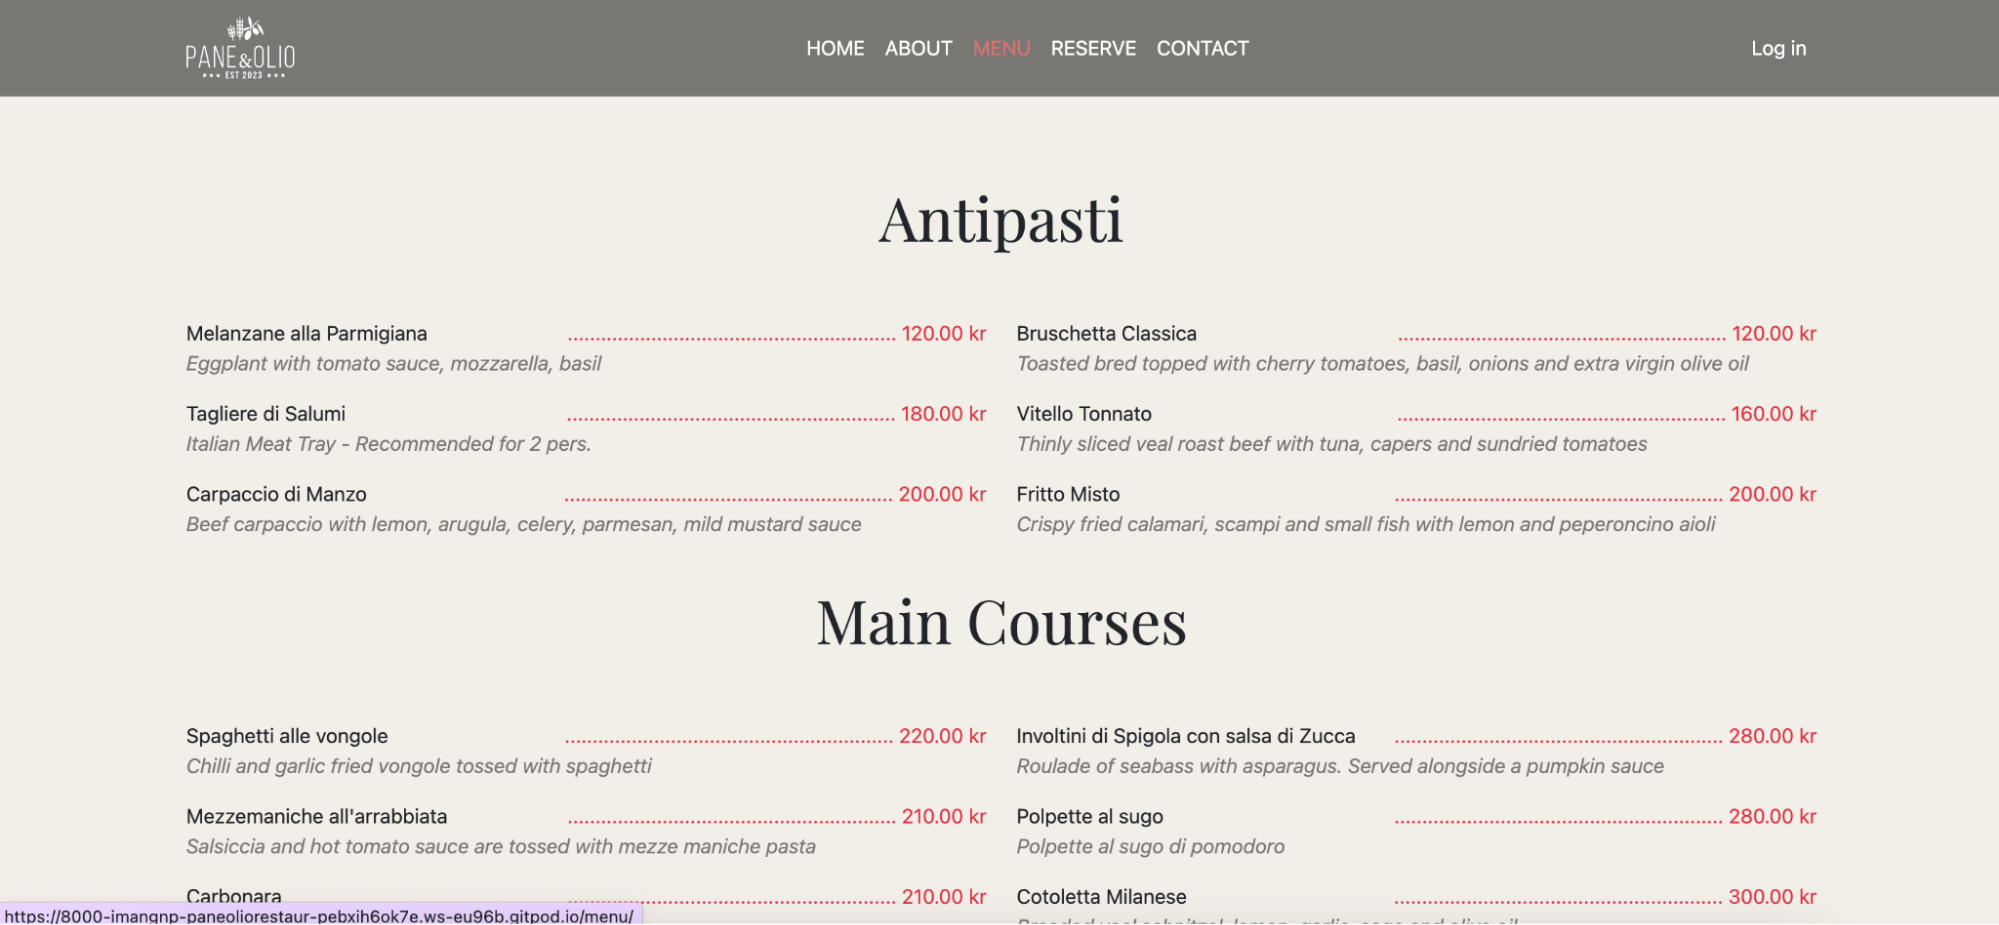 PANE&OLIO
★★★ EST 2023 ★★★
HOME ABOUT MENU RESERVE CONTACT
Log in
Antipasti
Melanzane alla Parmigiana ............................................................ 120.00 kr
Eggplant with tomato sauce, mozzarella, basil
Tagliere di Salumi ............................................................ 180.00 kr
Italian Meat Tray - Recommended for 2 pers.
Carpaccio di Manzo ............................................................ 200.00 kr
Beef carpaccio with lemon, arugula, celery, parmesan, mild mustard sauce
Bruschetta Classica ............................................................ 120.00 kr
Toasted bred topped with cherry tomatoes, basil, onions and extra virgin olive oil
Vitello Tonnato ............................................................ 160.00 kr
Thinly sliced veal roast beef with tuna, capers and sundried tomatoes
Fritto Misto ............................................................ 200.00 kr
Crispy fried calamari, scampi and small fish with lemon and peperoncino aioli
Main Courses
Spaghetti alle vongole ............................................................ 220.00 kr
Chilli and garlic fried vongole tossed with spaghetti
Mezzemaniche all'arrabbiata ............................................................ 210.00 kr
Salsiccia and hot tomato sauce are tossed with mezze maniche pasta
Carbonara ............................................................ 210.00 kr
Involtini di Spigola con salsa di Zucca ............................................................ 280.00 kr
Roulade of seabass with asparagus. Served alongside a pumpkin sauce
Polpette al sugo ............................................................ 280.00 kr
Polpette al sugo di pomodoro
Cotoletta Milanese ............................................................ 300.00 kr
https://8000-imangnp-paneoliorestaur-pebxih6ok7e.ws-eu96b.gitpod.io/menu/